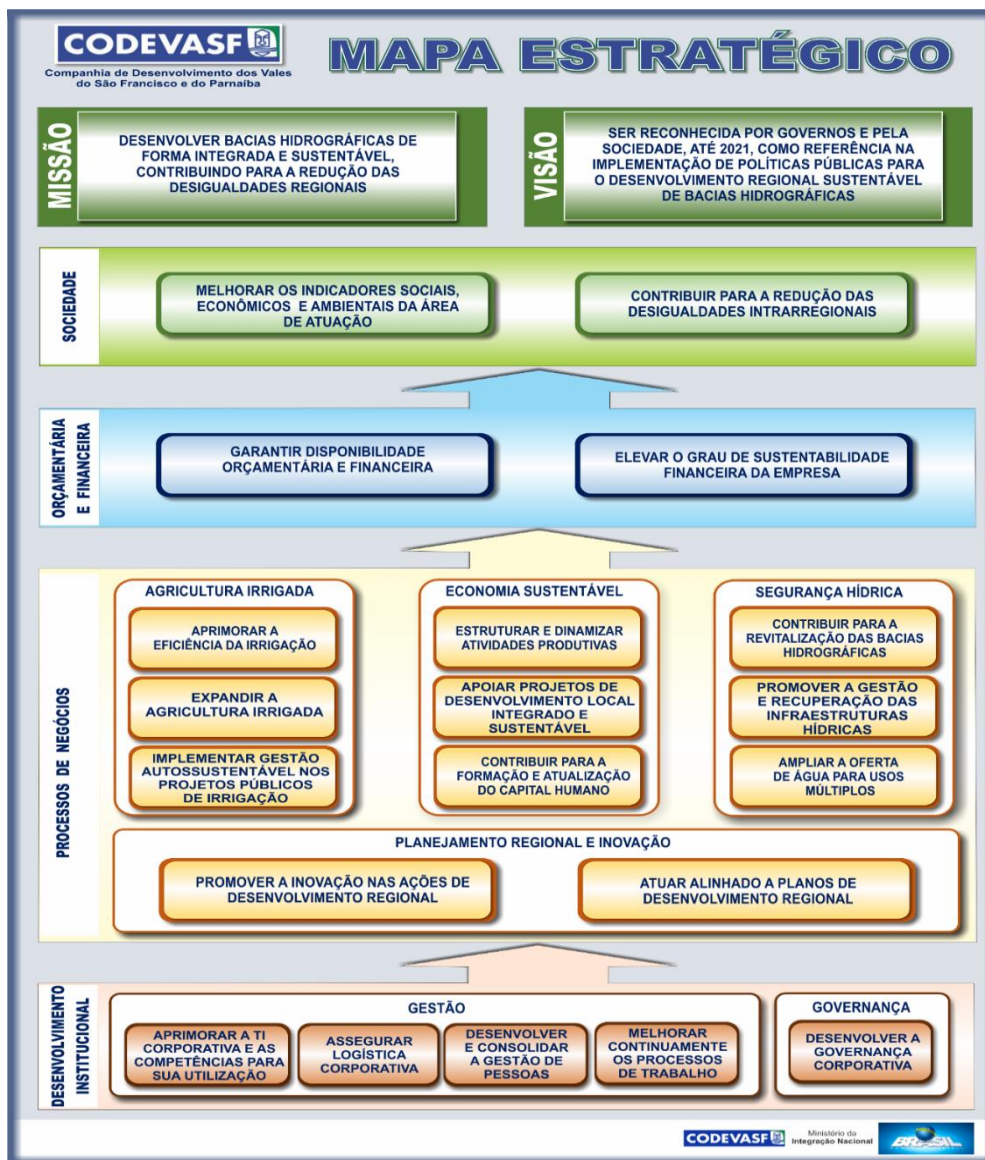 CODEVASF
Companhia de Desenvolvimento dos Vales
do São Francisco e do Parnaíba
MAPA ESTRATÉGICO
MISSÃO
DESENVOLVER BACIAS HIDROGRÁFICAS DE
FORMA INTEGRADA E SUSTENTÁVEL,
CONTRIBUINDO PARA A REDUÇÃO DAS
DESIGUALDADES REGIONAIS
VISÃO
SER RECONHECIDA POR GOVERNOS E PELA
SOCIEDADE, ATÉ 2021, COMO REFERÊNCIA NA
IMPLEMENTAÇÃO DE POLÍTICAS PÚBLICAS PARA
O DESENVOLVIMENTO REGIONAL SUSTENTÁVEL
DE BACIAS HIDROGRÁFICAS
SOCIEDADE
MELHORAR OS INDICADORES SOCIAIS,
ECONÔMICOS E AMBIENTAIS DA ÁREA
DE ATUAÇÃO
CONTRIBUIR PARA A REDUÇÃO DAS
DESIGUALDADES INTRARREGIONAIS
ORÇAMENTÁRIA
E FINANCEIRA
GARANTIR DISPONIBILIDADE
ORÇAMENTÁRIA E FINANCEIRA
ELEVAR O GRAU DE SUSTENTABILIDADE
FINANCEIRA DA EMPRESA
PROCESSOS DE NEGÓCIOS
AGRICULTURA IRRIGADA
APRIMORAR A
EFICIÊNCIA DA IRRIGAÇÃO
EXPANDIR A
AGRICULTURA IRRIGADA
IMPLEMENTAR GESTÃO
AUTOSSUSTENTÁVEL NOS
PROJETOS PÚBLICOS
DE IRRIGAÇÃO
ECONOMIA SUSTENTÁVEL
ESTRUTURAR E DINAMIZAR
ATIVIDADES PRODUTIVAS
APOIAR PROJETOS DE
DESENVOLVIMENTO LOCAL
INTEGRADO E
SUSTENTÁVEL
CONTRIBUIR PARA A
FORMAÇÃO E ATUALIZAÇÃO
DO CAPITAL HUMANO
SEGURANÇA HÍDRICA
CONTRIBUIR PARA A
REVITALIZAÇÃO DAS BACIAS
HIDROGRÁFICAS
PROMOVER A GESTÃO
E RECUPERAÇÃO DAS
INFRAESTRUTURAS
HÍDRICAS
AMPLIAR A OFERTA
DE ÁGUA PARA USOS
MÚLTIPLOS
PLANEJAMENTO REGIONAL E INOVAÇÃO
PROMOVER A INOVAÇÃO NAS AÇÕES DE
DESENVOLVIMENTO REGIONAL
ATUAR ALINHADO A PLANOS DE
DESENVOLVIMENTO REGIONAL
DESENVOLVIMENTO
INSTITUCIONAL
GESTÃO
APRIMORAR A TI
CORPORATIVA E AS
COMPETÊNCIAS PARA
SUA UTILIZAÇÃO
ASSEGURAR
LOGÍSTICA
CORPORATIVA
DESENVOLVER
E CONSOLIDAR
A GESTÃO DE
PESSOAS
MELHORAR
CONTINUAMENTE
OS PROCESSOS
DE TRABALHO
GOVERNANÇA
DESENVOLVER A
GOVERNANÇA
CORPORATIVA
CODEVASF
Ministério da
Integração Nacional
BRASIL